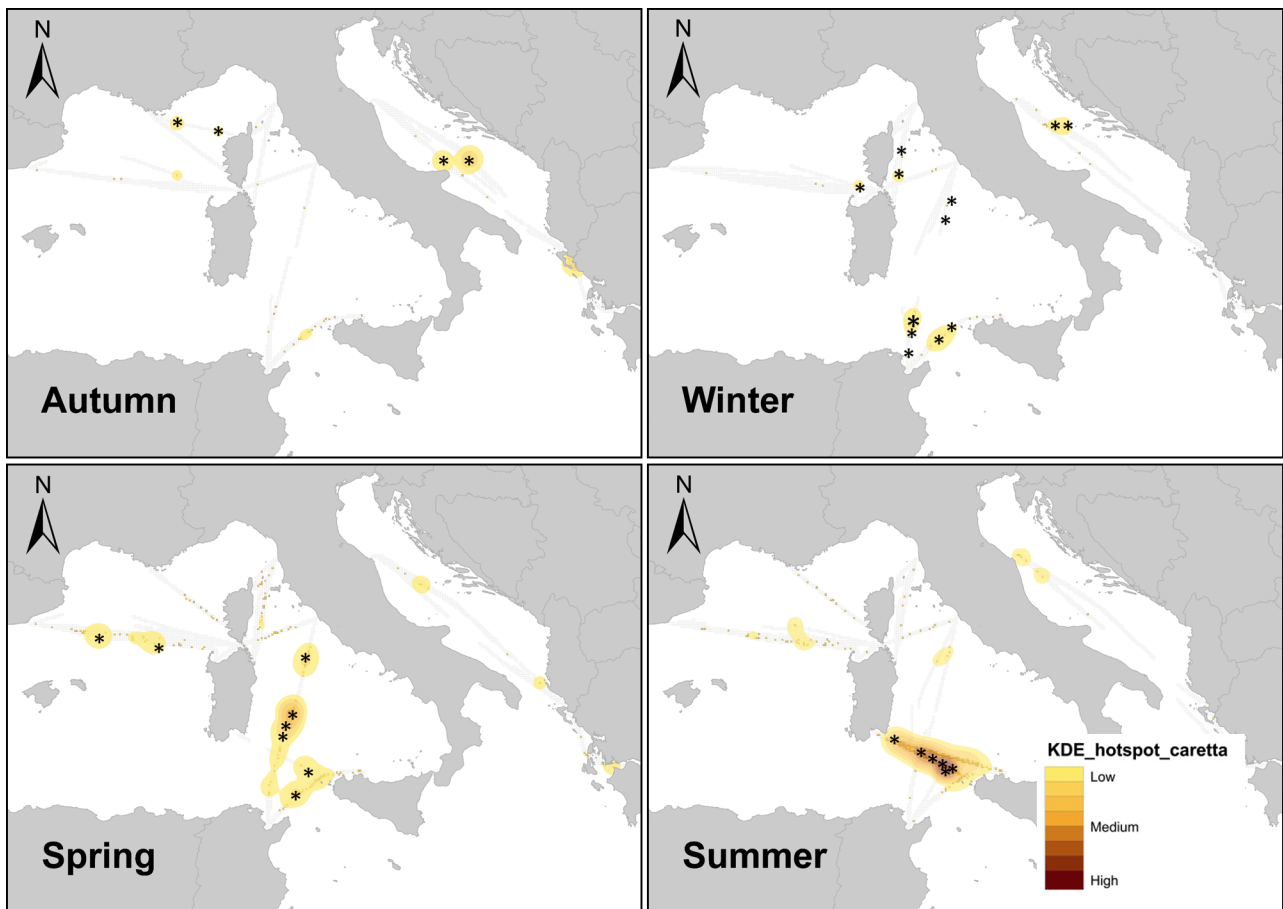 N
Autumn
N
Winter
N
Spring
N
Summer
KDE_hotspot_caretta
Low
Medium
High